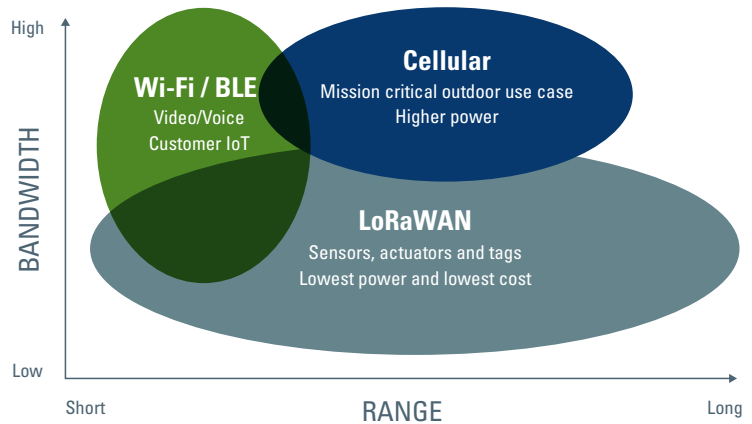 High
Wi-Fi / BLE
Video/Voice
Customer IoT
Cellular
Mission critical outdoor use case
Higher power
BANDWIDTH
LoRaWAN
Sensors, actuators and tags
Lowest power and lowest cost
Low
Short
RANGE
Long